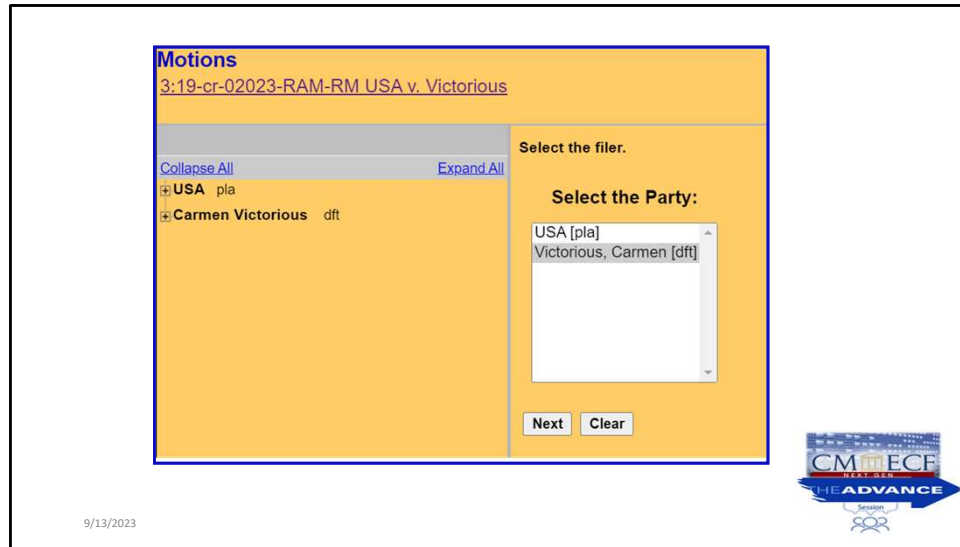 Motions
3:19-cr-02023-RAM-RM USA v. Victorious
Collapse All Expand All
USA pla
Carmen Victorious dft
Select the filer.
Select the Party:
USA [pla]
Victorious, Carmen [dft]
Next Clear
CM ECF
NEXT GEN
THE ADVANCE
Session
9/13/2023